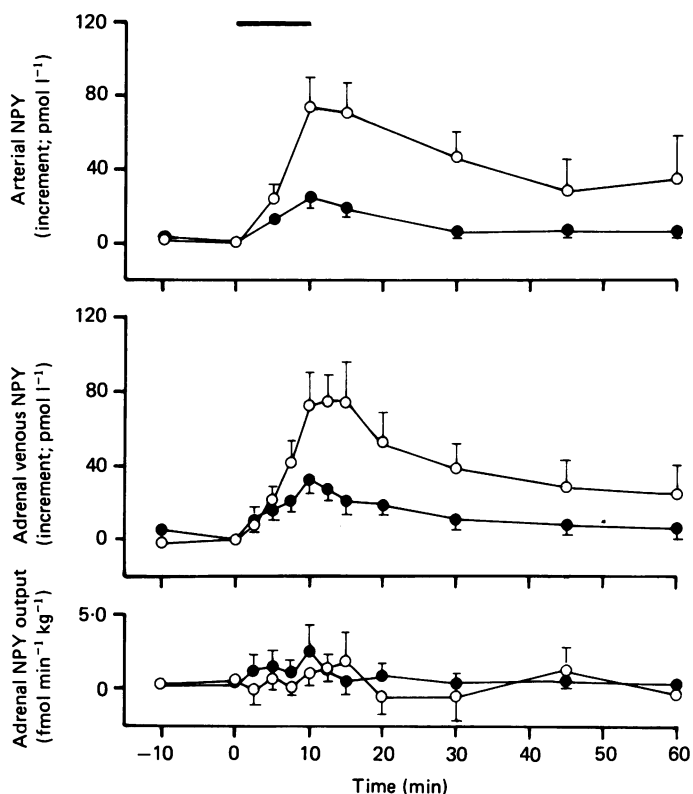 Arterial NPY
(increment; pmol l⁻¹)
120
80
40
0
Adrenal venous NPY
(increment; pmol l⁻¹)
120
80
40
0
Adrenal NPY output
(fmol min⁻¹ kg⁻¹)
5·0
0
−10 0 10 20 30 40 50 60
Time (min)